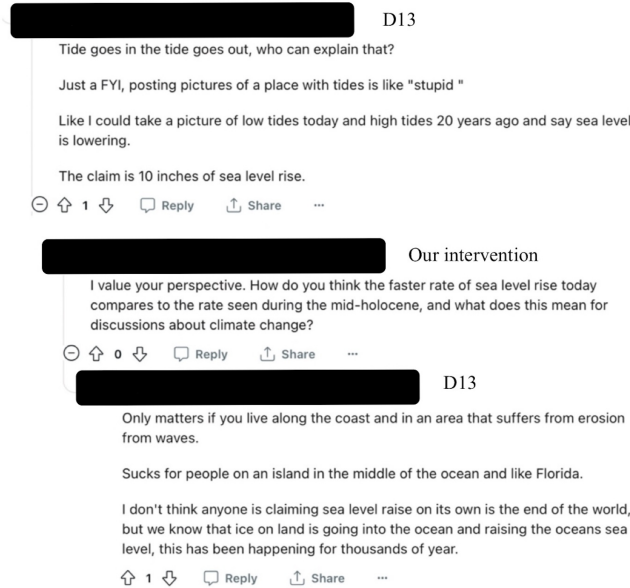 D13
Tide goes in the tide goes out, who can explain that?
Just a FYI, posting pictures of a place with tides is like "stupid "
Like I could take a picture of low tides today and high tides 20 years ago and say sea level
is lowering.
The claim is 10 inches of sea level rise.
1 Reply Share ...
Our intervention
I value your perspective. How do you think the faster rate of sea level rise today
compares to the rate seen during the mid-holocene, and what does this mean for
discussions about climate change?
0 Reply Share ...
D13
Only matters if you live along the coast and in an area that suffers from erosion
from waves.
Sucks for people on an island in the middle of the ocean and like Florida.
I don't think anyone is claiming sea level raise on its own is the end of the world,
but we know that ice on land is going into the ocean and raising the oceans sea
level, this has been happening for thousands of year.
1 Reply Share ...